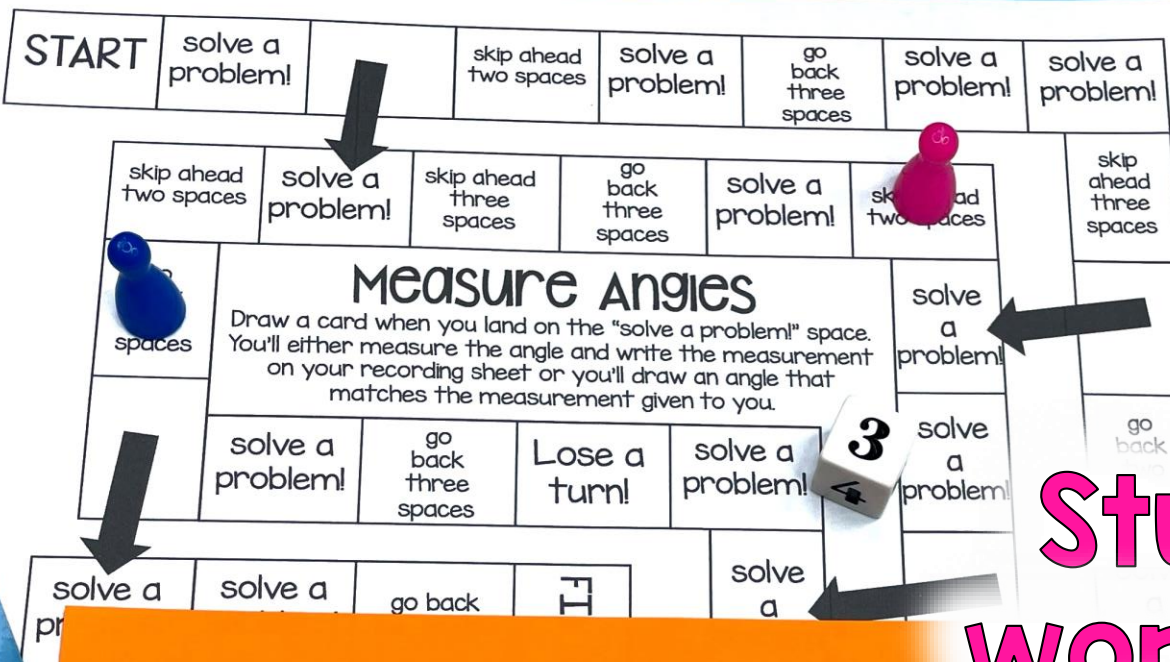 START
solve a
problem!
skip ahead
two spaces
solve a
problem!
go
back
three
spaces
solve a
problem!
solve a
problem!
skip ahead
two spaces
solve a
problem!
skip ahead
three
spaces
go
back
three
spaces
solve a
problem!
two
skip
ahead
three
spaces
spaces
Measure Angles
Draw a card when you land on the "solve a problem!" space.
You'll either measure the angle and write the measurement
on your recording sheet or you'll draw an angle that
matches the measurement given to you.
solve
a
problem!
solve a
problem!
go
back
three
spaces
Lose a
turn!
solve a
problem!
3
4
solve
a
problem!
go
back
solve a
solve a
go back
solve
a